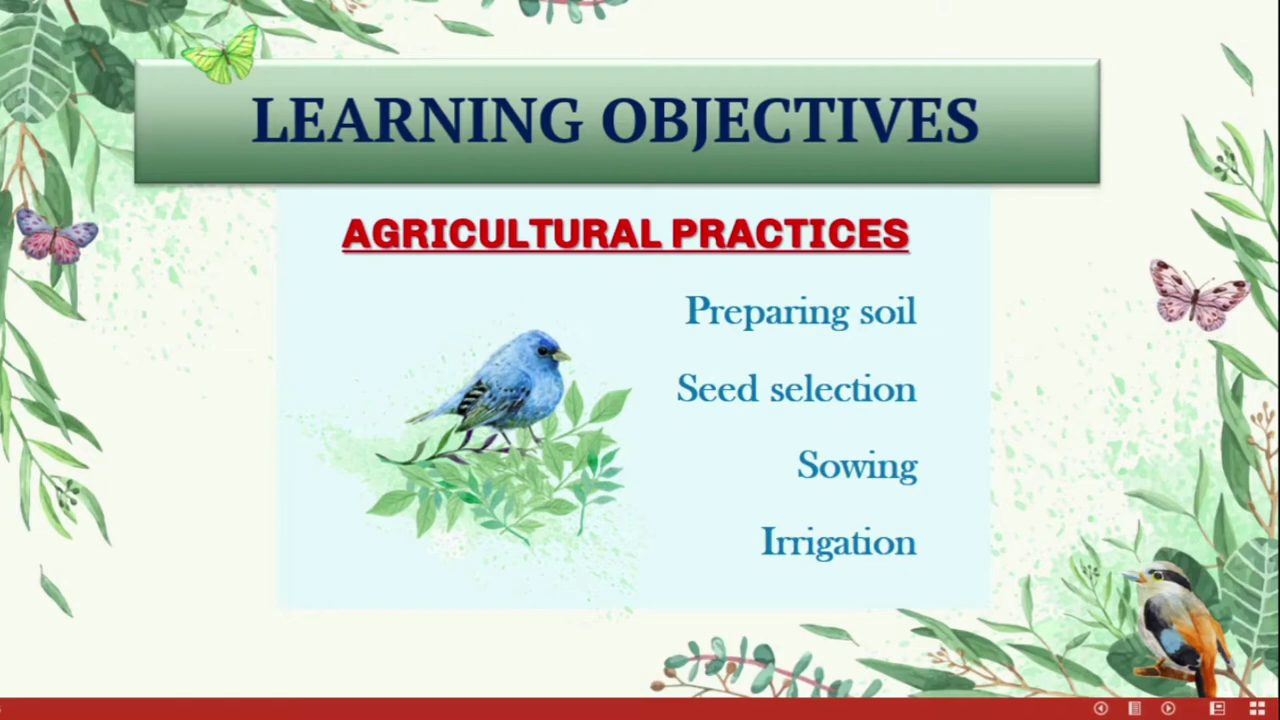 LEARNING OBJECTIVES
AGRICULTURAL PRACTICES
Preparing soil
Seed selection
Sowing
Irrigation